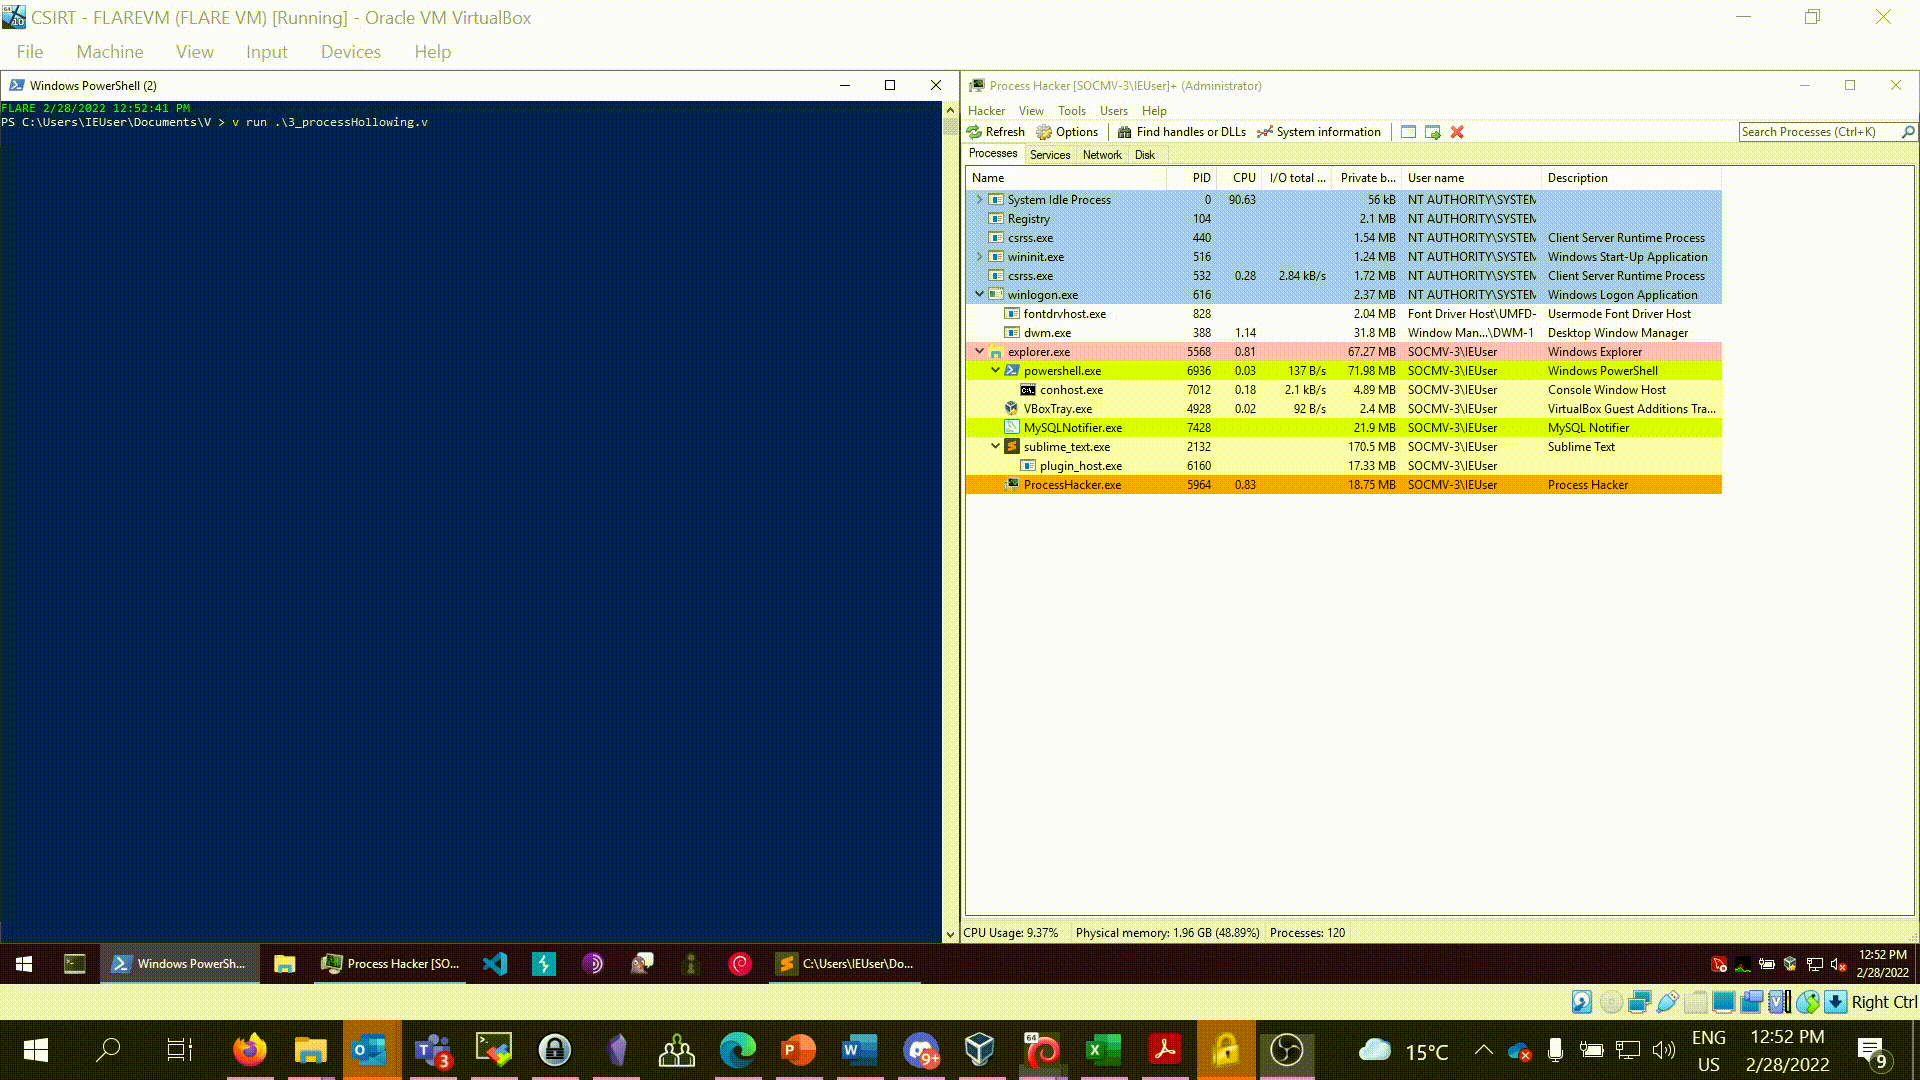 CSIRT - FLAREVM (FLARE VM) [Running] - Oracle VM VirtualBox
File Machine View Input Devices Help
Windows PowerShell (2)
FLARE 2/28/2022 12:52:41 PM
PS C:\Users\IEUser\Documents\V > v run .\3_processHollowing.v
Process Hacker [SOCMV-3\IEUser]+ (Administrator)
Hacker View Tools Users Help
Refresh Options Find handles or DLLs System information Search Processes (Ctrl+K)
Processes Services Network Disk
Name PID CPU I/O total ... Private b... User name Description
System Idle Process 0 90.63 56 kB NT AUTHORITY\SYSTEM
Registry 104 2.1 MB NT AUTHORITY\SYSTEM
csrss.exe 440 1.54 MB NT AUTHORITY\SYSTEM Client Server Runtime Process
wininit.exe 516 1.24 MB NT AUTHORITY\SYSTEM Windows Start-Up Application
csrss.exe 532 0.28 2.84 kB/s 1.72 MB NT AUTHORITY\SYSTEM Client Server Runtime Process
winlogon.exe 616 2.37 MB NT AUTHORITY\SYSTEM Windows Logon Application
fontdrvhost.exe 828 2.04 MB Font Driver Host\UMFD- Usermode Font Driver Host
dwm.exe 388 1.14 31.8 MB Window Man...\DWM-1 Desktop Window Manager
explorer.exe 5568 0.81 67.27 MB SOCMV-3\IEUser Windows Explorer
powershell.exe 6936 0.03 137 B/s 71.98 MB SOCMV-3\IEUser Windows PowerShell
conhost.exe 7012 0.18 2.1 kB/s 4.89 MB SOCMV-3\IEUser Console Window Host
VBoxTray.exe 4928 0.02 92 B/s 2.4 MB SOCMV-3\IEUser VirtualBox Guest Additions Tra...
MySQLNotifier.exe 7428 21.9 MB SOCMV-3\IEUser MySQL Notifier
sublime_text.exe 2132 170.5 MB SOCMV-3\IEUser Sublime Text
plugin_host.exe 6160 17.33 MB SOCMV-3\IEUser
ProcessHacker.exe 5964 0.83 18.75 MB SOCMV-3\IEUser Process Hacker
CPU Usage: 9.37% Physical memory: 1.96 GB (48.89%) Processes: 120
Windows PowerSh... Process Hacker [SO... C:\Users\IEUser\Do... 12:52 PM
2/28/2022
Right Ctrl
3 9+ 64 15°C ENG 12:52 PM
US 2/28/2022 9